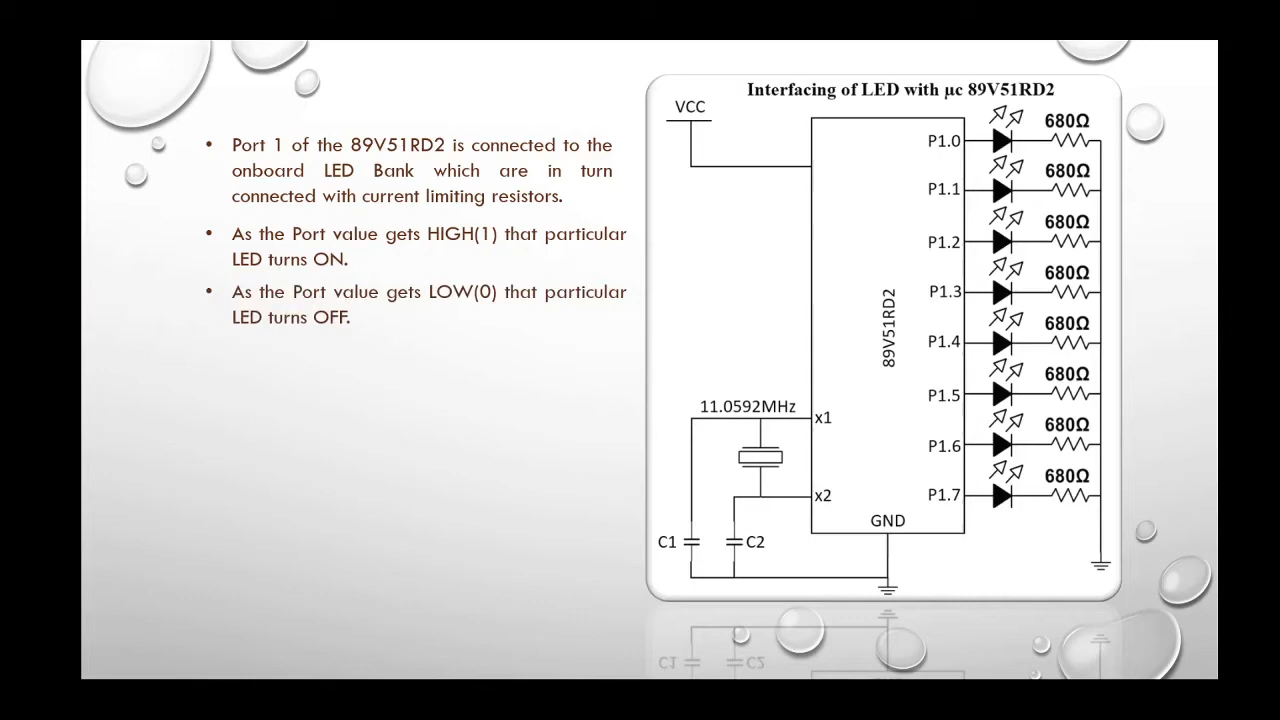 • Port 1 of the 89V51RD2 is connected to the
onboard LED Bank which are in turn
connected with current limiting resistors.
• As the Port value gets HIGH(1) that particular
LED turns ON.
• As the Port value gets LOW(0) that particular
LED turns OFF.
Interfacing of LED with µc 89V51RD2
VCC
P1.0
680Ω
P1.1
680Ω
P1.2
680Ω
P1.3
680Ω
P1.4
680Ω
P1.5
680Ω
P1.6
680Ω
P1.7
680Ω
89V51RD2
11.0592MHz
x1
x2
GND
C1
C2
C1
C2